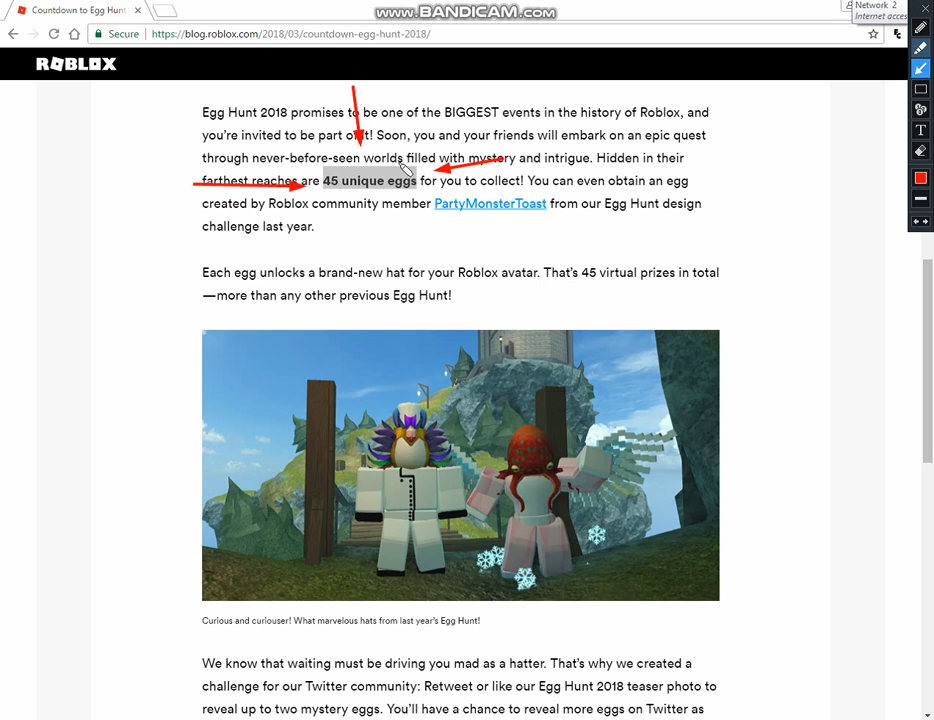 Countdown to Egg Hunt
www.BANDICAM.com
Network 2
Internet acces
Secure
https://blog.roblox.com/2018/03/countdown-egg-hunt-2018/
ROBLOX
Egg Hunt 2018 promises to be one of the BIGGEST events in the history of Roblox, and
you're invited to be part of it! Soon, you and your friends will embark on an epic quest
through never-before-seen worlds filled with mystery and intrigue. Hidden in their
farthest reaches are 45 unique eggs for you to collect! You can even obtain an egg
created by Roblox community member PartyMonsterToast from our Egg Hunt design
challenge last year.
Each egg unlocks a brand-new hat for your Roblox avatar. That's 45 virtual prizes in total
—more than any other previous Egg Hunt!
Curious and curiouser! What marvelous hats from last year's Egg Hunt!
We know that waiting must be driving you mad as a hatter. That's why we created a
challenge for our Twitter community: Retweet or like our Egg Hunt 2018 teaser photo to
reveal up to two mystery eggs. You'll have a chance to reveal more eggs on Twitter as